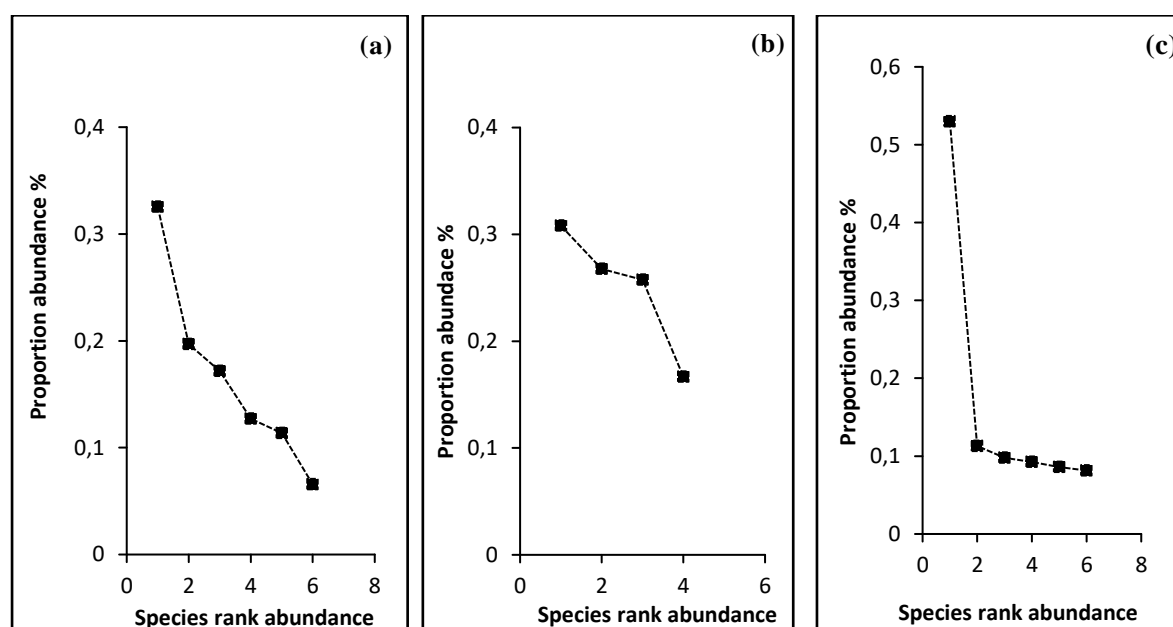 (a)
Proportion abundance %
0,4
0,3
0,2
0,1
0
0 2 4 6 8
Species rank abundance
(b)
Proportion abundace %
0,4
0,3
0,2
0,1
0
0 2 4 6
Species rank abundance
(c)
Proportion abundance %
0,6
0,5
0,4
0,3
0,2
0,1
0
0 2 4 6 8
Species rank abundance